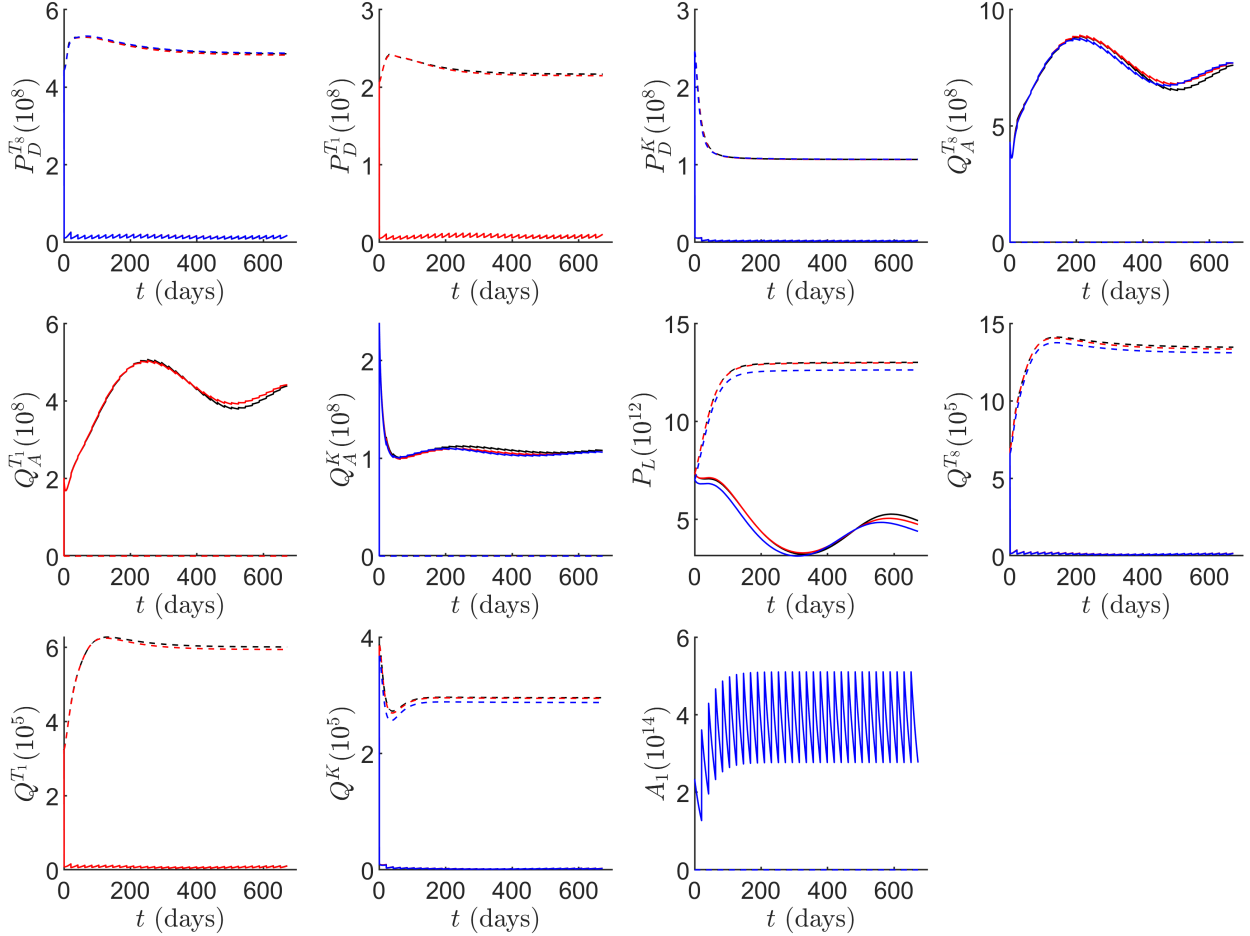 6
4
2
0
P_D^{T_8}(10^8)
0 200 400 600
t (days)
3
2
1
0
P_D^{T_1}(10^8)
0 200 400 600
t (days)
3
2
1
0
P_D^K(10^8)
0 200 400 600
t (days)
10
5
0
Q_A^{T_8}(10^8)
0 200 400 600
t (days)
6
4
2
0
Q_A^{T_1}(10^8)
0 200 400 600
t (days)
2
1
0
Q_A^K(10^8)
0 200 400 600
t (days)
15
10
5
P_L(10^{12})
0 200 400 600
t (days)
15
10
5
0
Q^{T_8}(10^5)
0 200 400 600
t (days)
6
4
2
0
Q^{T_1}(10^5)
0 200 400 600
t (days)
4
2
0
Q^K(10^5)
0 200 400 600
t (days)
6
4
2
0
A_1(10^{14})
0 200 400 600
t (days)